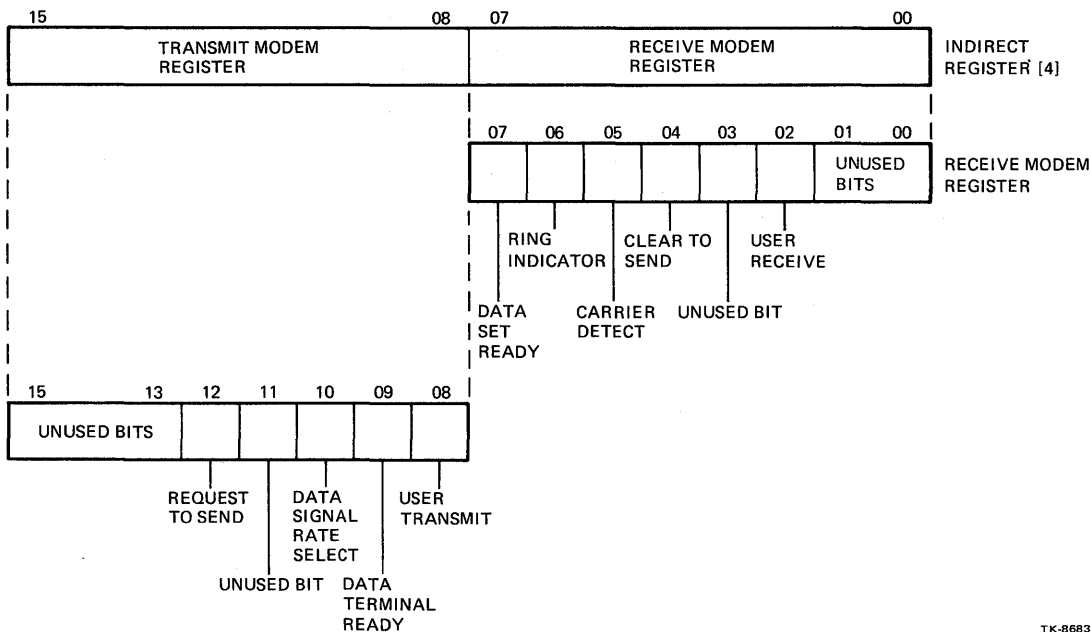 15 08 07 00
TRANSMIT MODEM
REGISTER
RECEIVE MODEM
REGISTER
INDIRECT
REGISTER [4]
07 06 05 04 03 02 01 00
UNUSED
BITS
RECEIVE MODEM
REGISTER
RING
INDICATOR
CLEAR TO
SEND
USER
RECEIVE
DATA
SET
READY
CARRIER
DETECT
UNUSED BIT
15 13 12 11 10 09 08
UNUSED BITS
REQUEST
TO SEND
DATA
SIGNAL
RATE
SELECT
USER
TRANSMIT
UNUSED BIT
DATA
TERMINAL
READY
TK-8683